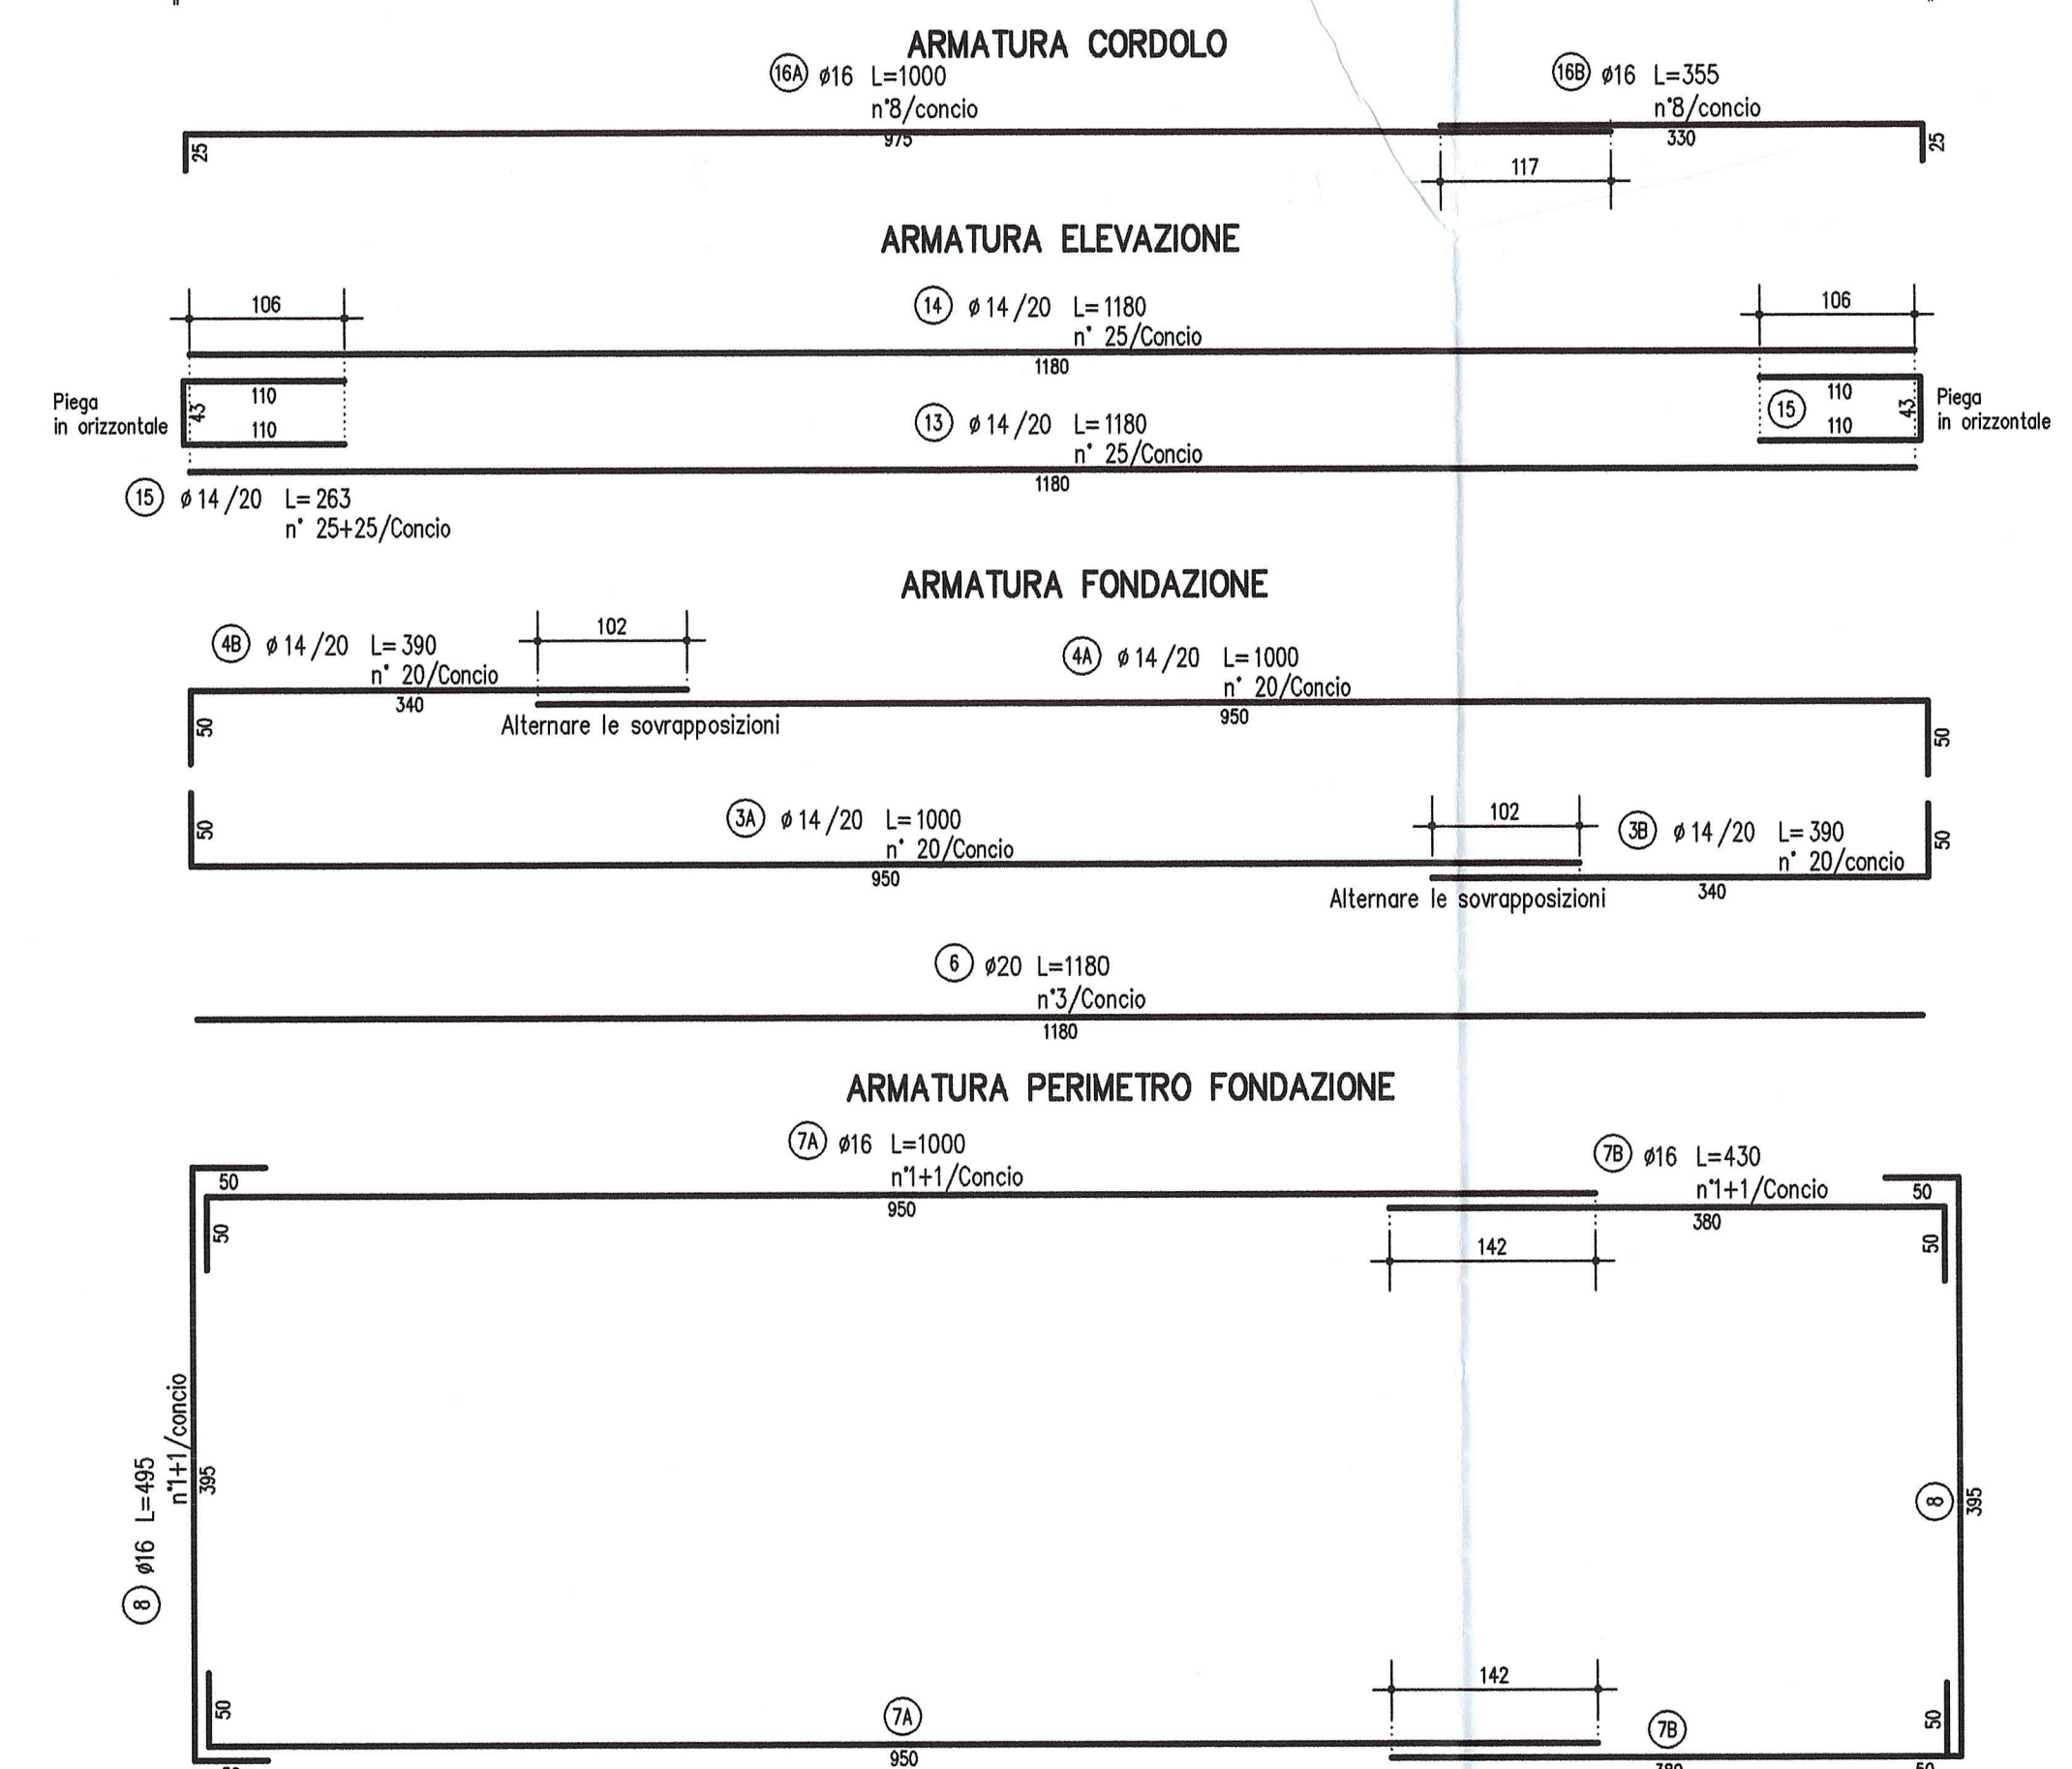 ARMATURA CORDOLO
16A ø16 L=1000
n°8/concio
975
25
16B ø16 L=355
n°8/concio
330
25
117
ARMATURA ELEVAZIONE
106
14 ø 14 /20 L= 1180
n° 25/Concio
1180
106
Piega
in orizzontale
110
43
110
13 ø 14 /20 L= 1180
n° 25/Concio
1180
15
110
43
110
Piega
in orizzontale
15 ø 14 /20 L= 263
n° 25+25/Concio
ARMATURA FONDAZIONE
4B ø 14 /20 L= 390
n° 20/Concio
340
102
4A ø 14 /20 L= 1000
n° 20/Concio
950
50
Alternare le sovrapposizioni
50
50
3A ø 14 /20 L= 1000
n° 20/Concio
950
102
3B ø 14 /20 L= 390
n° 20/concio
340
50
Alternare le sovrapposizioni
6 ø20 L=1180
n°3/Concio
1180
ARMATURA PERIMETRO FONDAZIONE
7A ø16 L=1000
n°1+1/Concio
950
7B ø16 L=430
n°1+1/Concio
380
50
50
50
50
142
8 ø16 L=495
n°1+1/concio
395
8
395
142
50
7A
950
7B
50